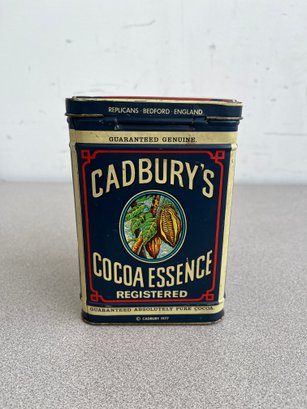 REPLICANS · BEDFORD · ENGLAND
GUARANTEED GENUINE.
CADBURY'S
COCOA ESSENCE
REGISTERED
GUARANTEED ABSOLUTELY PURE COCOA.
© CADBURY 1977